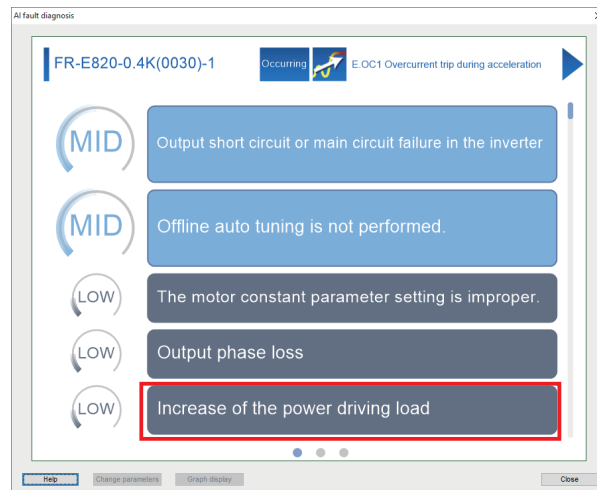 AI fault diagnosis
FR-E820-0.4K(0030)-1
Occurring
E.OC1 Overcurrent trip during acceleration
MID
Output short circuit or main circuit failure in the inverter
MID
Offline auto tuning is not performed.
LOW
The motor constant parameter setting is improper.
LOW
Output phase loss
LOW
Increase of the power driving load
Help
Change parameters
Graph display
Close